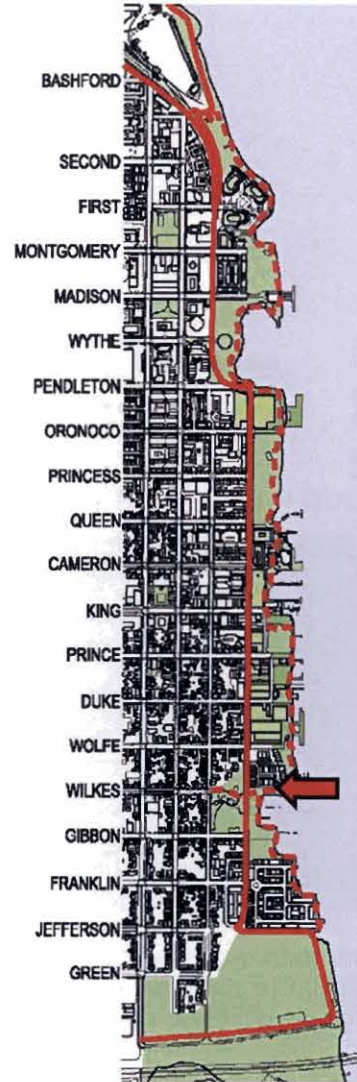 BASHFORD
SECOND
FIRST
MONTGOMERY
MADISON
WYTHE
PENDLETON
ORONOCO
PRINCESS
QUEEN
CAMERON
KING
PRINCE
DUKE
WOLFE
WILKES
GIBBON
FRANKLIN
JEFFERSON
GREEN